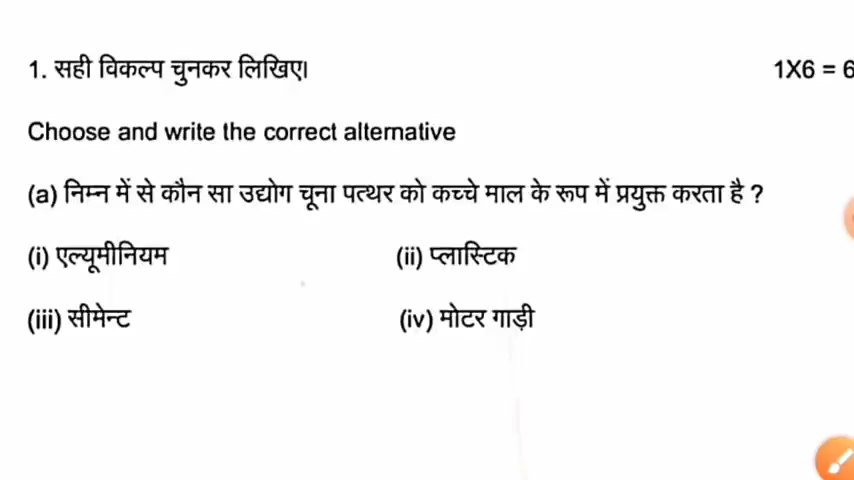 1. सही विकल्प चुनकर लिखिए। 1X6 = 6
Choose and write the correct alternative
(a) निम्न में से कौन सा उद्योग चूना पत्थर को कच्चे माल के रूप में प्रयुक्त करता है ?
(i) एल्यूमीनियम (ii) प्लास्टिक
(iii) सीमेन्ट (iv) मोटर गाड़ी